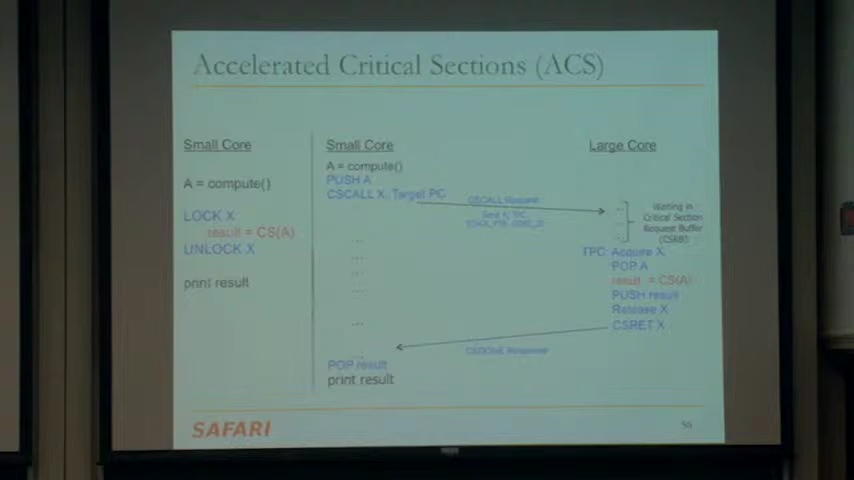 Accelerated Critical Sections (ACS)
Small Core
A = compute()
LOCK X
result = CS(A)
UNLOCK X
print result
Small Core
A = compute()
PUSH A
CSCALL X, Target PC
...
...
...
...
...
...
POP result
print result
CSCALL Request
Send X, TPC,
CSDONE Response
Large Core
Waiting in
Critical Section
Request Buffer
(CSRB)
TPC: Acquire X
POP A
result = CS(A)
PUSH result
Release X
CSRET X
SAFARI
56